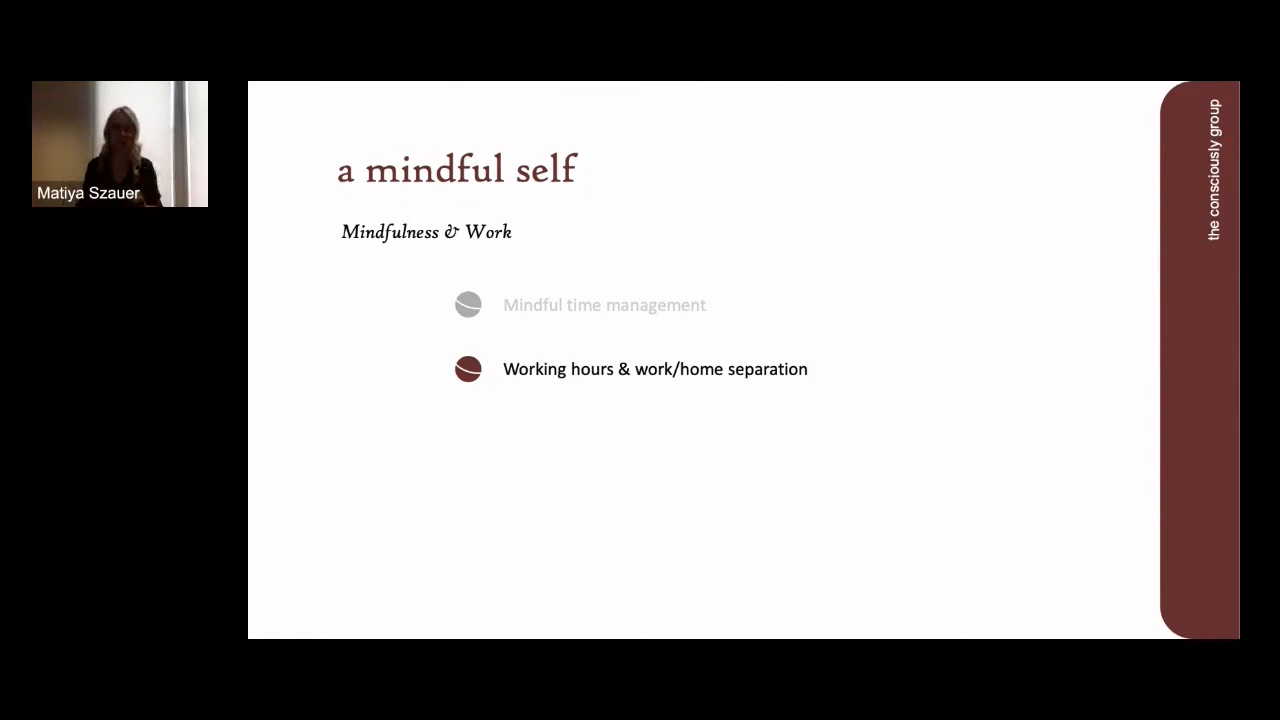 Matiya Szauer
a mindful self
Mindfulness & Work
Mindful time management
Working hours & work/home separation
the consciously group